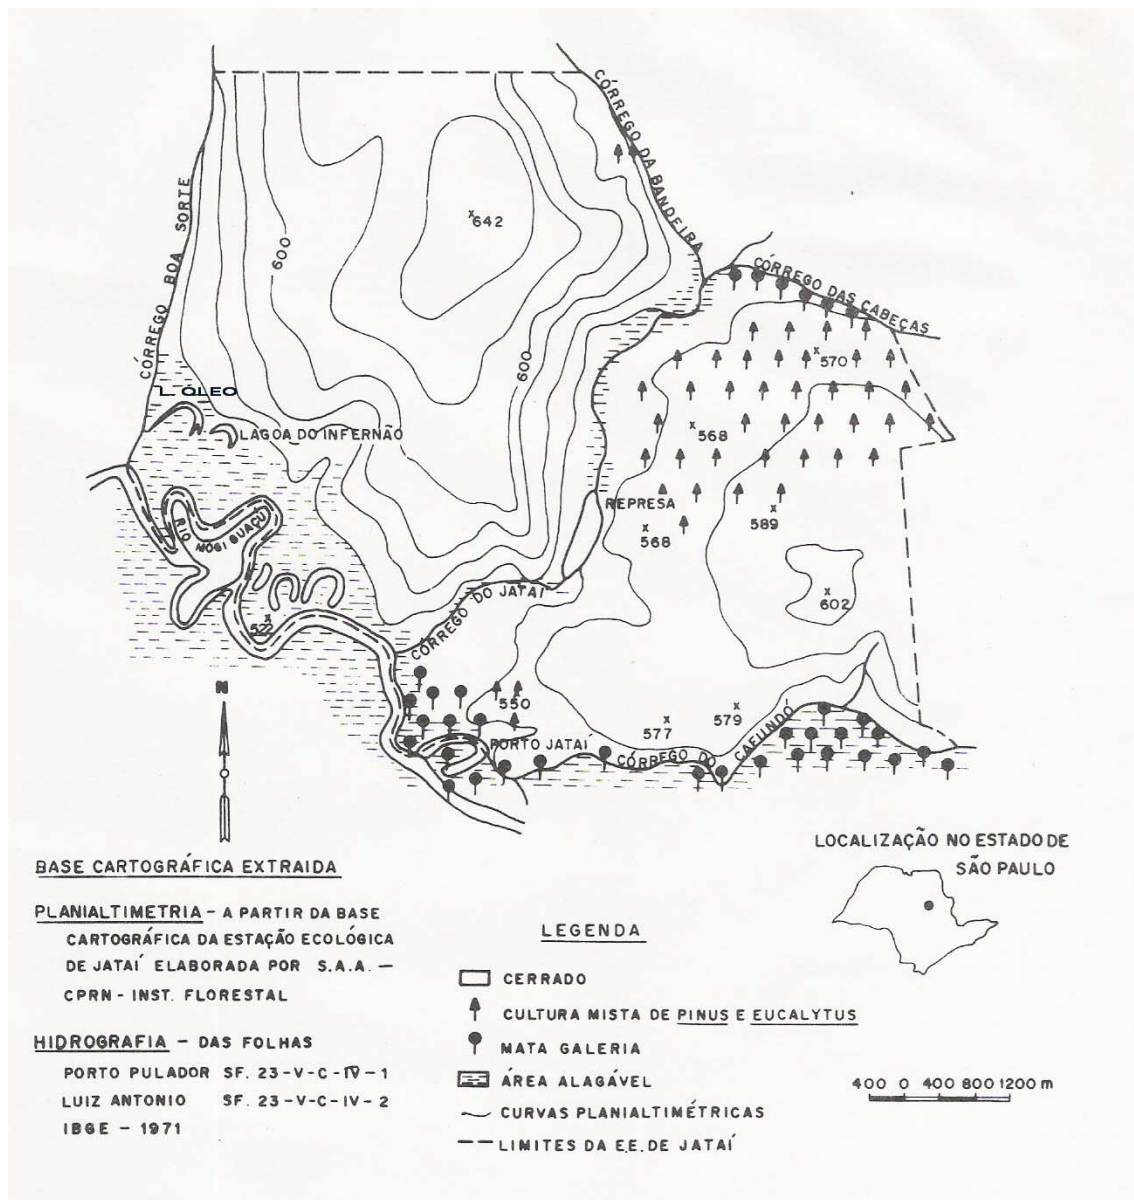 CÓRREGO DA BANDEIRA
CÓRREGO BOA SORTE
642
600
CÓRREGO DAS CABEÇAS
570
600
L. ÓLEO
LAGOA DO INFERNÃO
568
REPRESA
589
568
RIO MOGI GUAÇU
CÓRREGO DO JATAÍ
602
522
550
577
579
PORTO JATAÍ
CÓRREGO DO CAFUNDÓ
N
BASE CARTOGRÁFICA EXTRAIDA
PLANIALTIMETRIA - A PARTIR DA BASE
CARTOGRÁFICA DA ESTAÇÃO ECOLÓGICA
DE JATAÍ ELABORADA POR S.A.A. -
CPRN - INST. FLORESTAL
HIDROGRAFIA - DAS FOLHAS
PORTO PULADOR SF. 23-V-C-IV-1
LUIZ ANTONIO SF. 23-V-C-IV-2
IBGE - 1971
LEGENDA
CERRADO
CULTURA MISTA DE PINUS E EUCALYTUS
MATA GALERIA
ÁREA ALAGÁVEL
CURVAS PLANIALTIMÉTRICAS
LIMITES DA E.E. DE JATAÍ
LOCALIZAÇÃO NO ESTADO DE
SÃO PAULO
400 0 400 800 1200 m